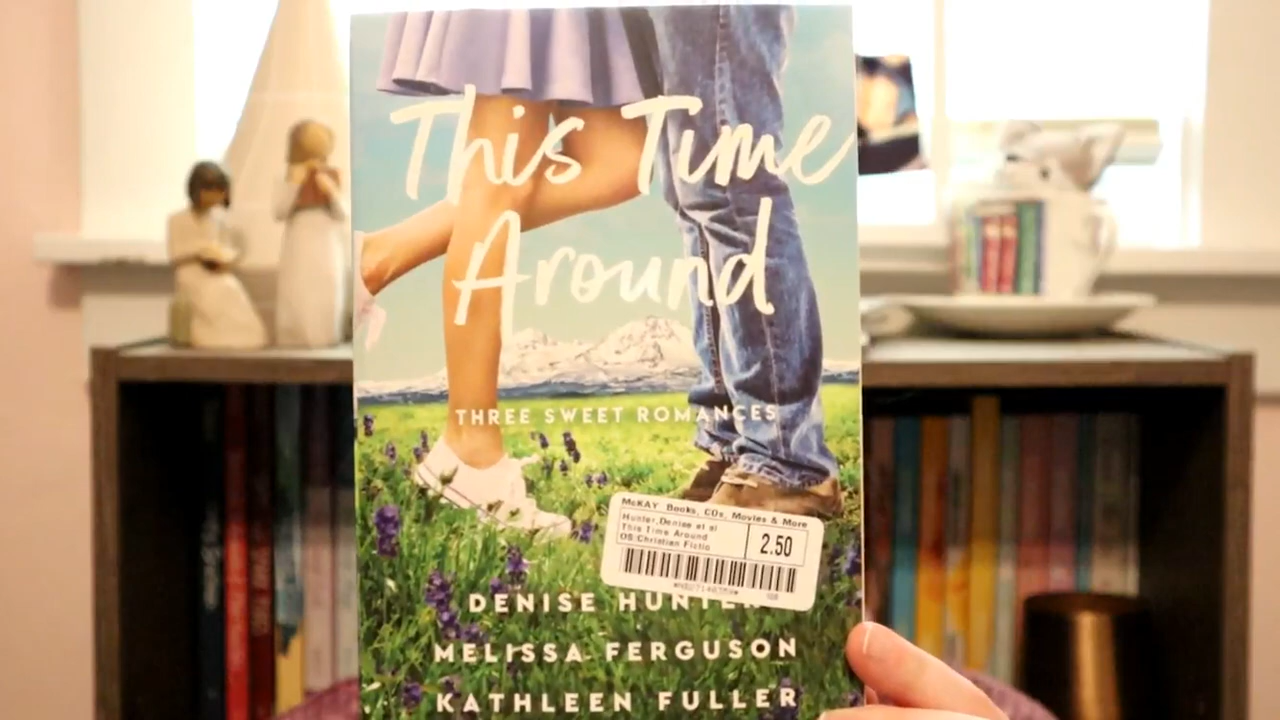 This Time
Around
THREE SWEET ROMANCES
McKAY Books, CDs, Movies & More
Hunter,Denise et al
This Time Around
OS:Christian Fictio
2.50
DENISE HUNTER
MELISSA FERGUSON
KATHLEEN FULLER